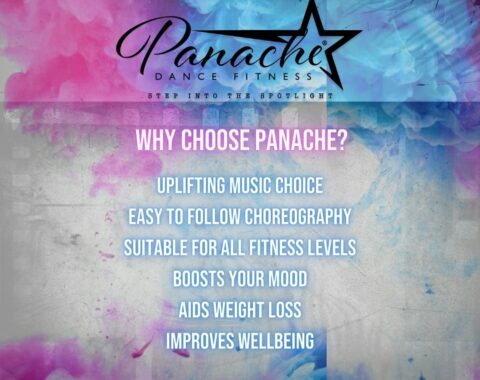 Panache®
DANCE FITNESS
STEP INTO THE SPOTLIGHT
WHY CHOOSE PANACHE?
UPLIFTING MUSIC CHOICE
EASY TO FOLLOW CHOREOGRAPHY
SUITABLE FOR ALL FITNESS LEVELS
BOOSTS YOUR MOOD
AIDS WEIGHT LOSS
IMPROVES WELLBEING